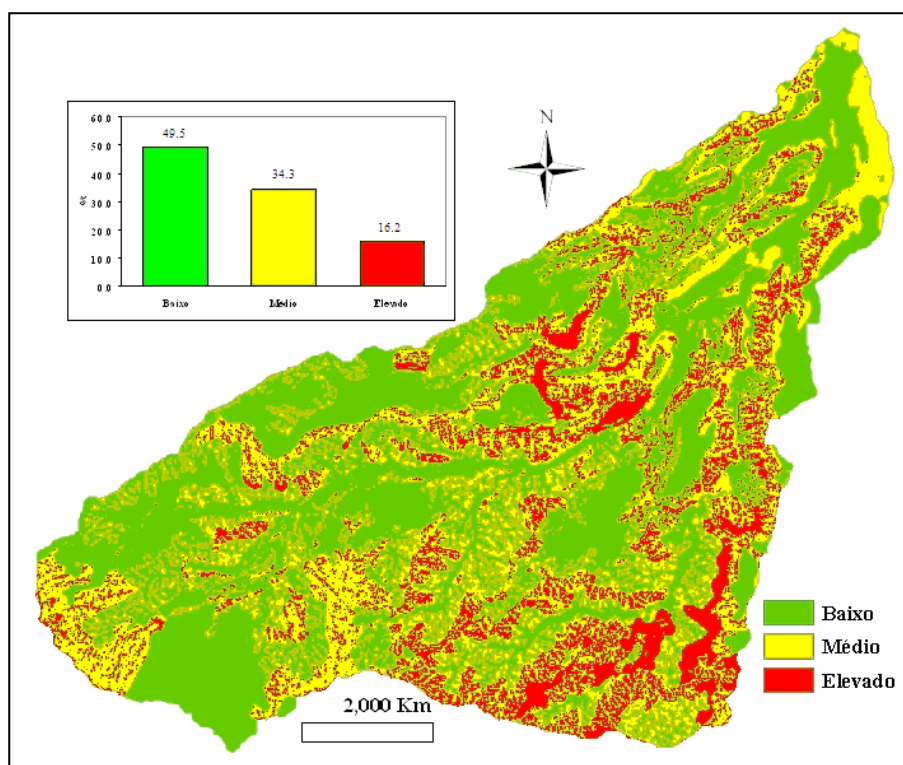 60.0
50.0
40.0
30.0
20.0
10.0
0.0
%
49.5
34.3
16.2
Baixo
Médio
Elevado
N
Baixo
Médio
Elevado
2,000 Km